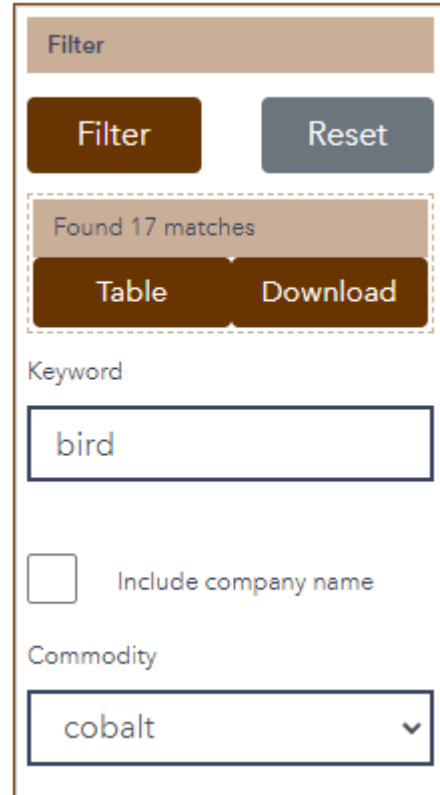 Filter
Filter Reset
Found 17 matches
Table Download
Keyword
bird
Include company name
Commodity
cobalt